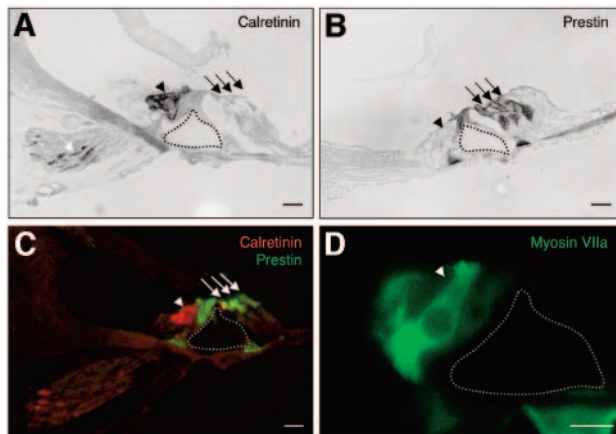 A
Calretinin
B
Prestin
C
Calretinin
Prestin
D
Myosin VIIa